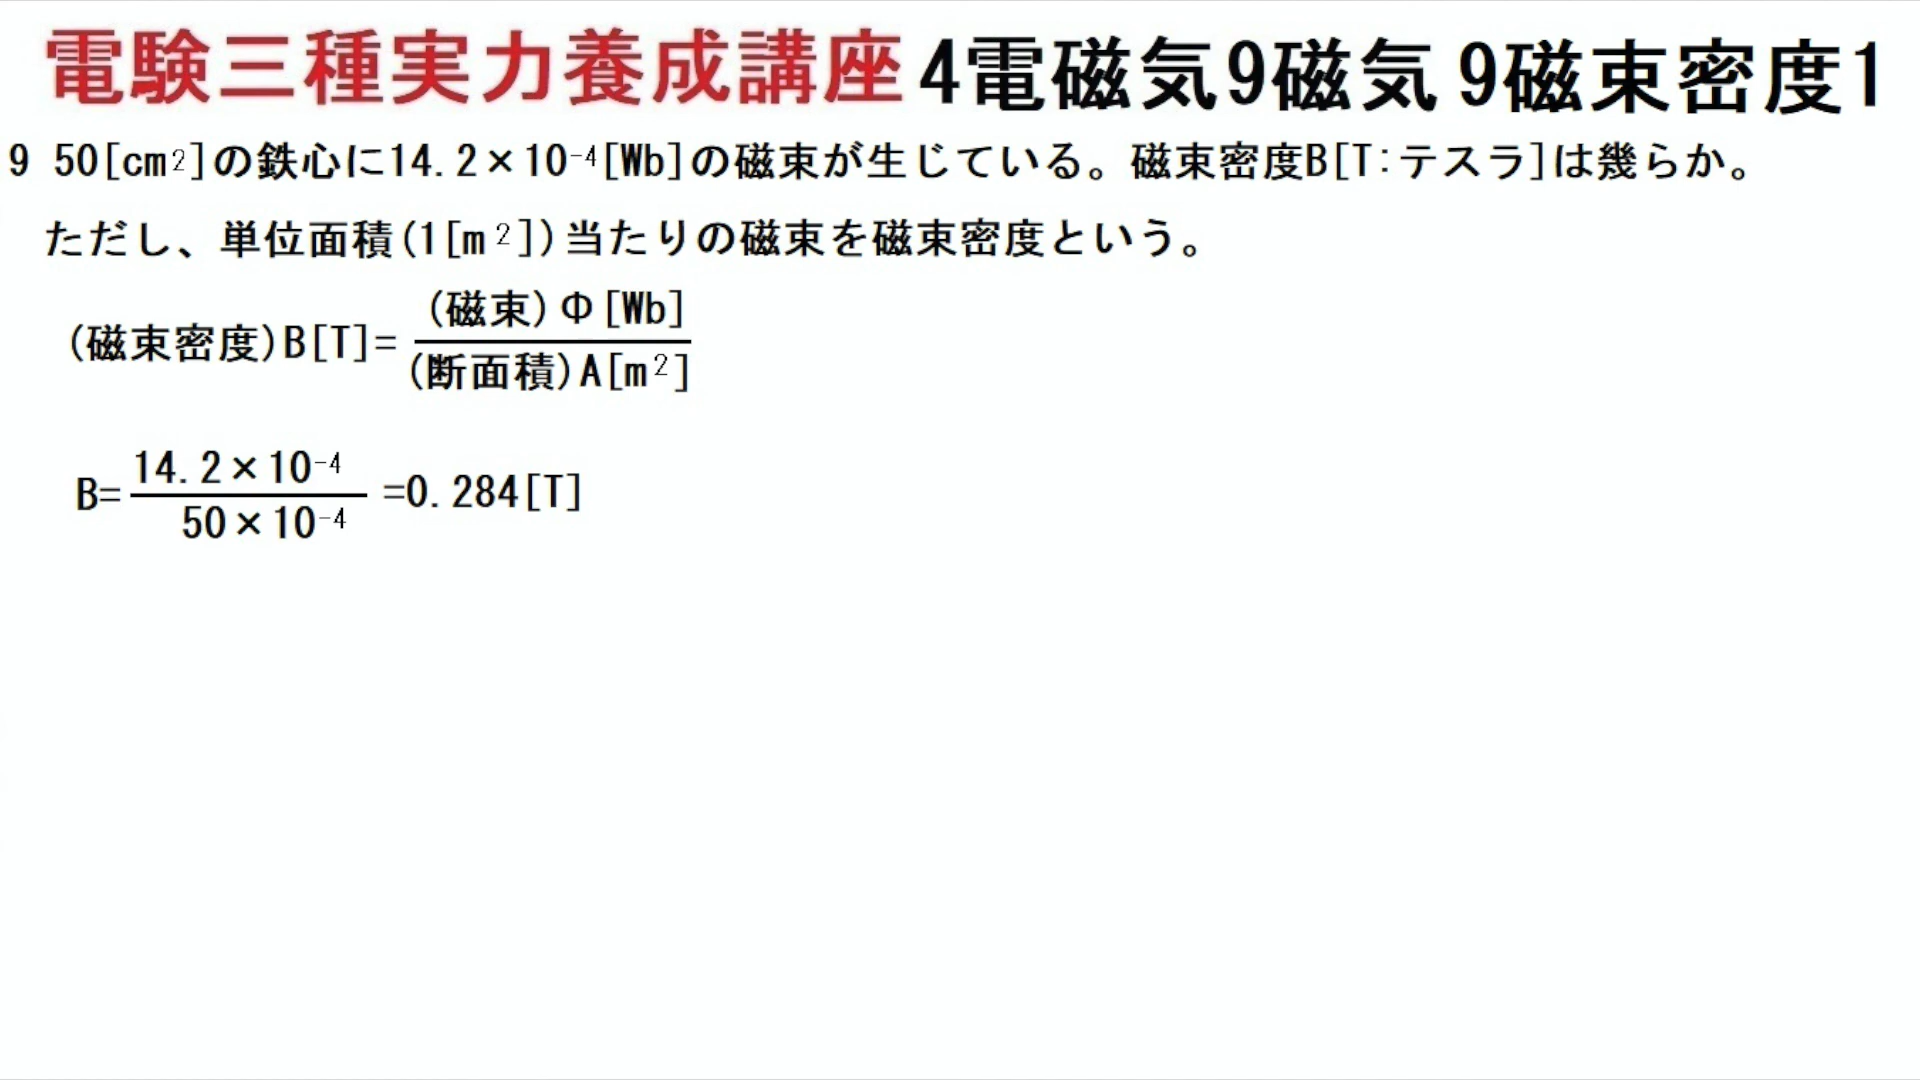 電験三種実力養成講座 4電磁気9磁気 9磁束密度1
9 50[cm²]の鉄心に14.2×10⁻⁴[Wb]の磁束が生じている。磁束密度B[T:テスラ]は幾らか。
ただし、単位面積(1[m²])当たりの磁束を磁束密度という。
(磁束密度)B[T]=
(磁束)Φ[Wb]
(断面積)A[m²]
B=
14.2×10⁻⁴
50×10⁻⁴
=0.284[T]